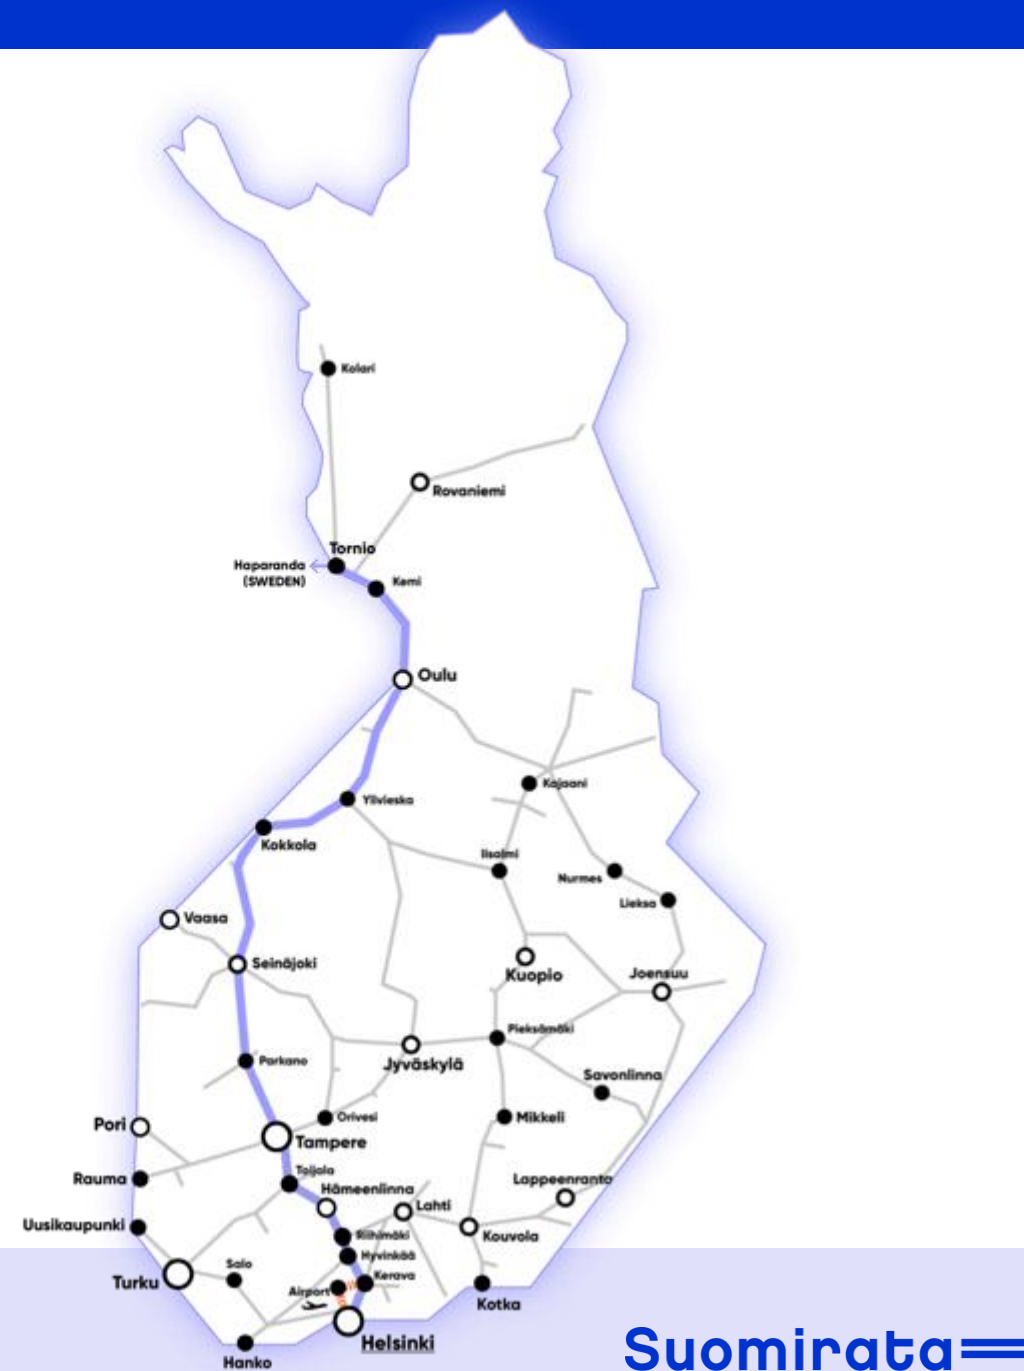 Kolari
Rovaniemi
Tornio
Haparanda
(SWEDEN)
Kemi
Oulu
Kajaani
Ylivieska
Kokkola
Iisalmi
Nurmes
Lieksa
Vaasa
Seinäjoki
Kuopio
Joensuu
Pieksämäki
Jyväskylä
Parkano
Savonlinna
Orivesi
Mikkeli
Pori
Tampere
Toijala
Rauma
Lappeenranta
Hämeenlinna
Lahti
Uusikaupunki
Riihimäki
Kouvola
Hyvinkää
Salo
Kerava
Turku
Airport
Kotka
Helsinki
Hanko
Suomirata